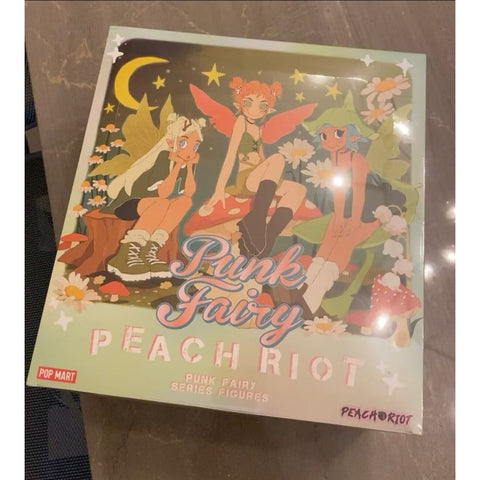 Punk
Fairy
PEACH RIOT
POP MART
PUNK FAIRY
SERIES FIGURES
PEACH RIOT